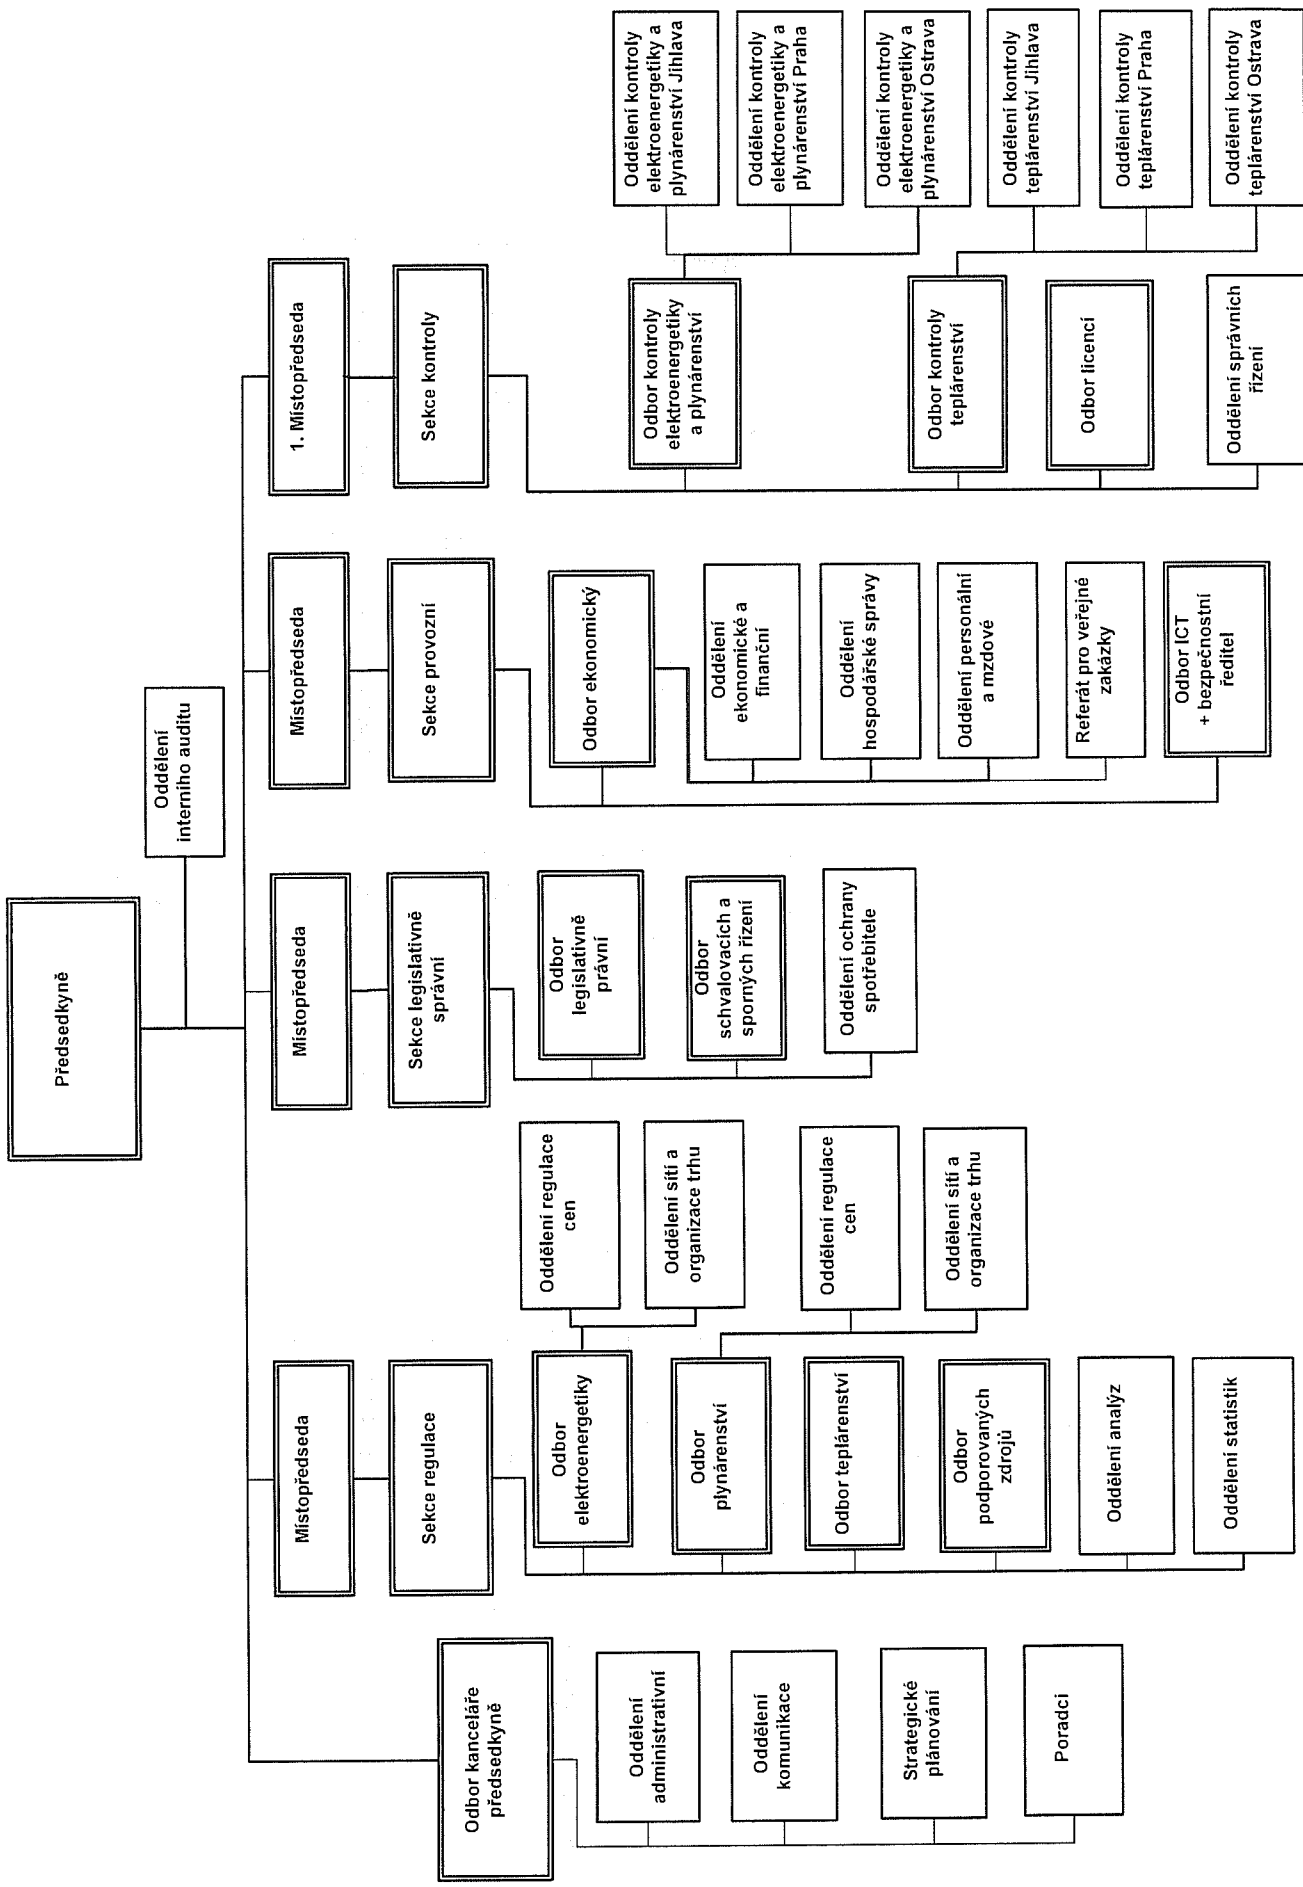 Předsedkyně
Oddělení
interního auditu
Odbor kanceláře
předsedkyně
Oddělení
administrativní
Oddělení
komunikace
Strategické
plánování
Poradci
Místopředseda
Sekce regulace
Odbor
elektroenergetiky
Oddělení regulace
cen
Oddělení sítí a
organizace trhu
Odbor
plynárenství
Oddělení regulace
cen
Oddělení sítí a
organizace trhu
Odbor teplárenství
Odbor
podporovaných
zdrojů
Oddělení analýz
Oddělení statistik
Místopředseda
Sekce legislativně
správní
Odbor
legislativně
právní
Odbor
schvalovacích a
sporných řízení
Oddělení ochrany
spotřebitele
Místopředseda
Sekce provozní
Odbor ekonomický
Oddělení
ekonomické a
finanční
Oddělení
hospodářské správy
Oddělení personální
a mzdové
Referát pro veřejné
zakázky
Odbor ICT
+ bezpečnostní
ředitel
1. Místopředseda
Sekce kontroly
Odbor kontroly
elektroenergetiky
a plynárenství
Oddělení kontroly
elektroenergetiky a
plynárenství Jihlava
Oddělení kontroly
elektroenergetiky a
plynárenství Praha
Oddělení kontroly
elektroenergetiky a
plynárenství Ostrava
Odbor kontroly
teplárenství
Oddělení kontroly
teplárenství Jihlava
Oddělení kontroly
teplárenství Praha
Oddělení kontroly
teplárenství Ostrava
Odbor licencí
Oddělení správních
řízení